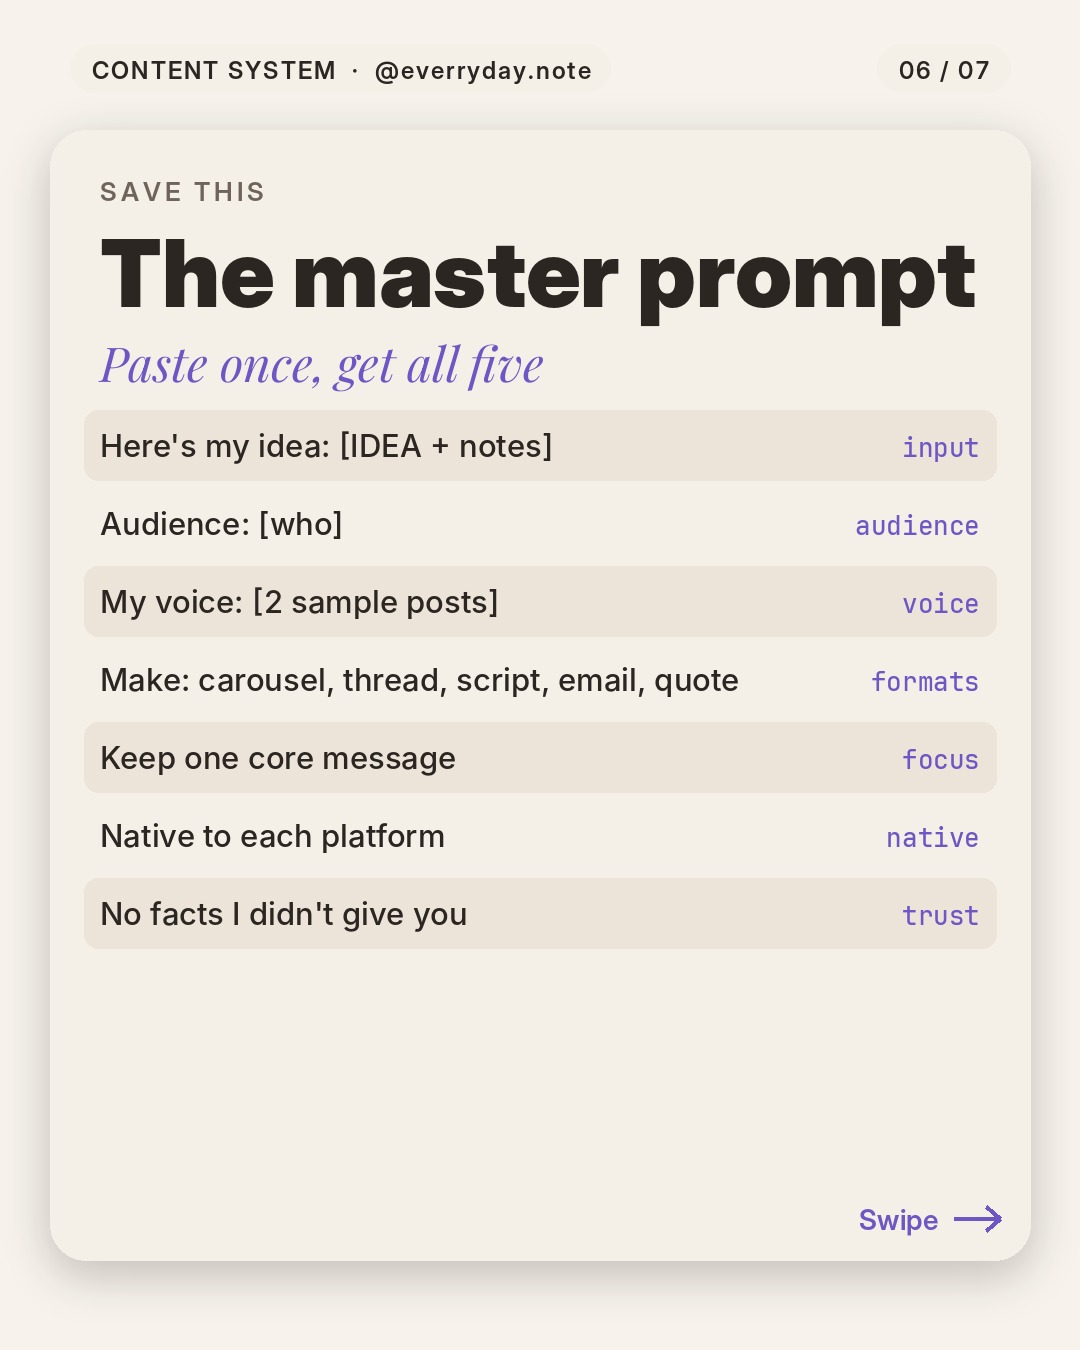 CONTENT SYSTEM · @everryday.note
06 / 07
SAVE THIS
The master prompt
Paste once, get all five
Here's my idea: [IDEA + notes] input
Audience: [who] audience
My voice: [2 sample posts] voice
Make: carousel, thread, script, email, quote formats
Keep one core message focus
Native to each platform native
No facts I didn't give you trust
Swipe →